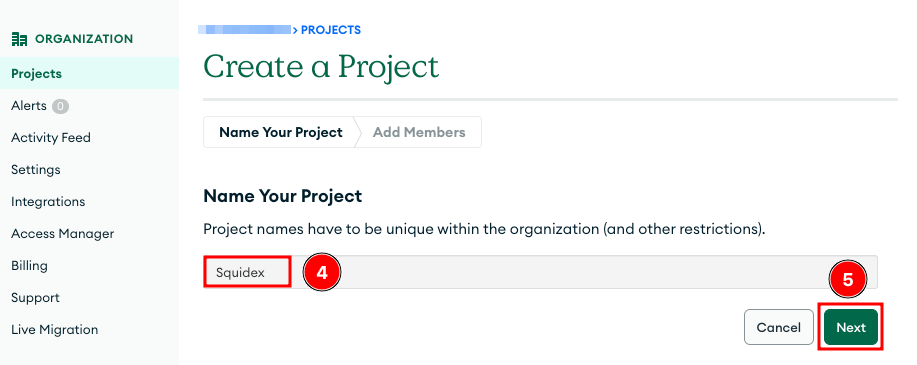 ORGANIZATION
Projects
Alerts 0
Activity Feed
Settings
Integrations
Access Manager
Billing
Support
Live Migration
> PROJECTS
Create a Project
Name Your Project Add Members
Name Your Project
Project names have to be unique within the organization (and other restrictions).
Squidex 4
5
Cancel Next